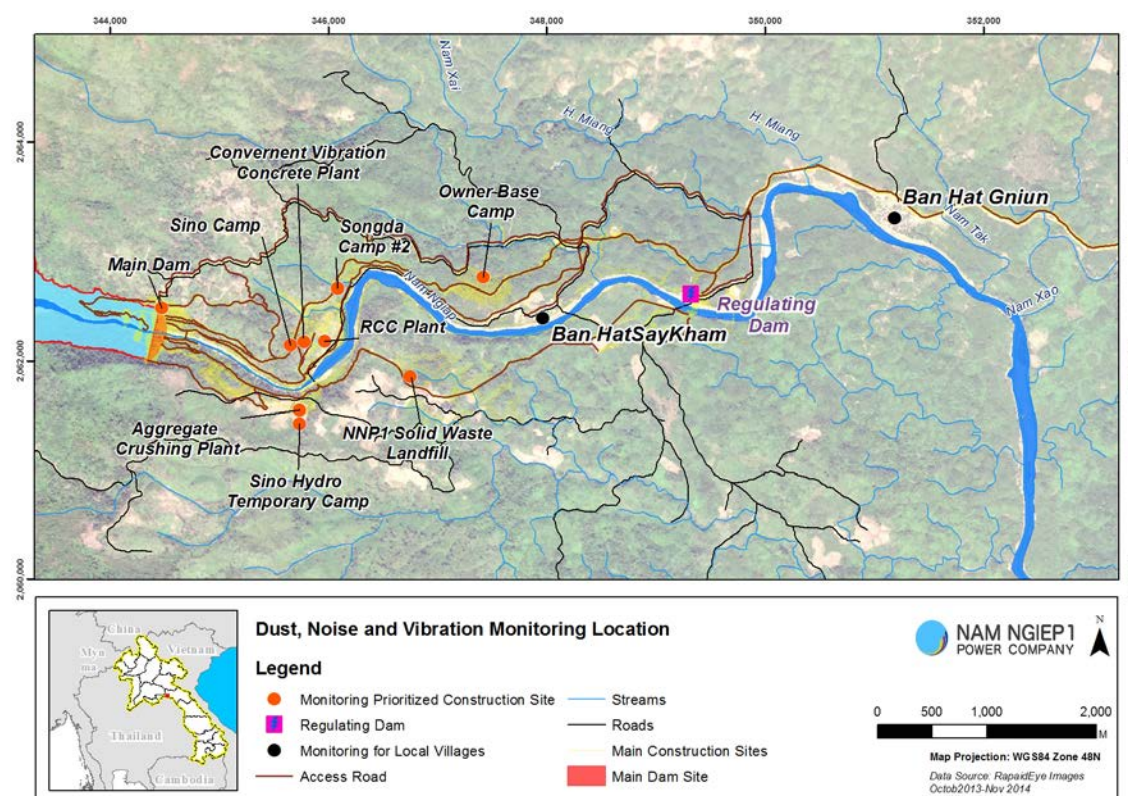 344,000
346,000
348,000
350,000
352,000
2,064,000
2,062,000
2,060,000
Nam Xai
H. Miang
H. Miang
Convernent Vibration
Concrete Plant
Owner-Base
Camp
Ban Hat Gniun
Sino Camp
Songda
Camp #2
Nam Tak
Main Dam
Nam Ngiap
Nam Xao
RCC Plant
Regulating
Dam
Ban HatSayKham
Aggregate
Crushing Plant
NNP1 Solid Waste
Landfill
Sino Hydro
Temporary Camp
China
Vietnam
Myn
ma
Thailand
Cambodia
Dust, Noise and Vibration Monitoring Location
Legend
Monitoring Prioritized Construction Site
Regulating Dam
Monitoring for Local Villages
Access Road
Streams
Roads
Main Construction Sites
Main Dam Site
NAM NGIEP1
POWER COMPANY
N
0 500 1,000 2,000
M
Map Projection: WGS84 Zone 48N
Data Source: RapaidEye Images
Octob2013-Nov 2014